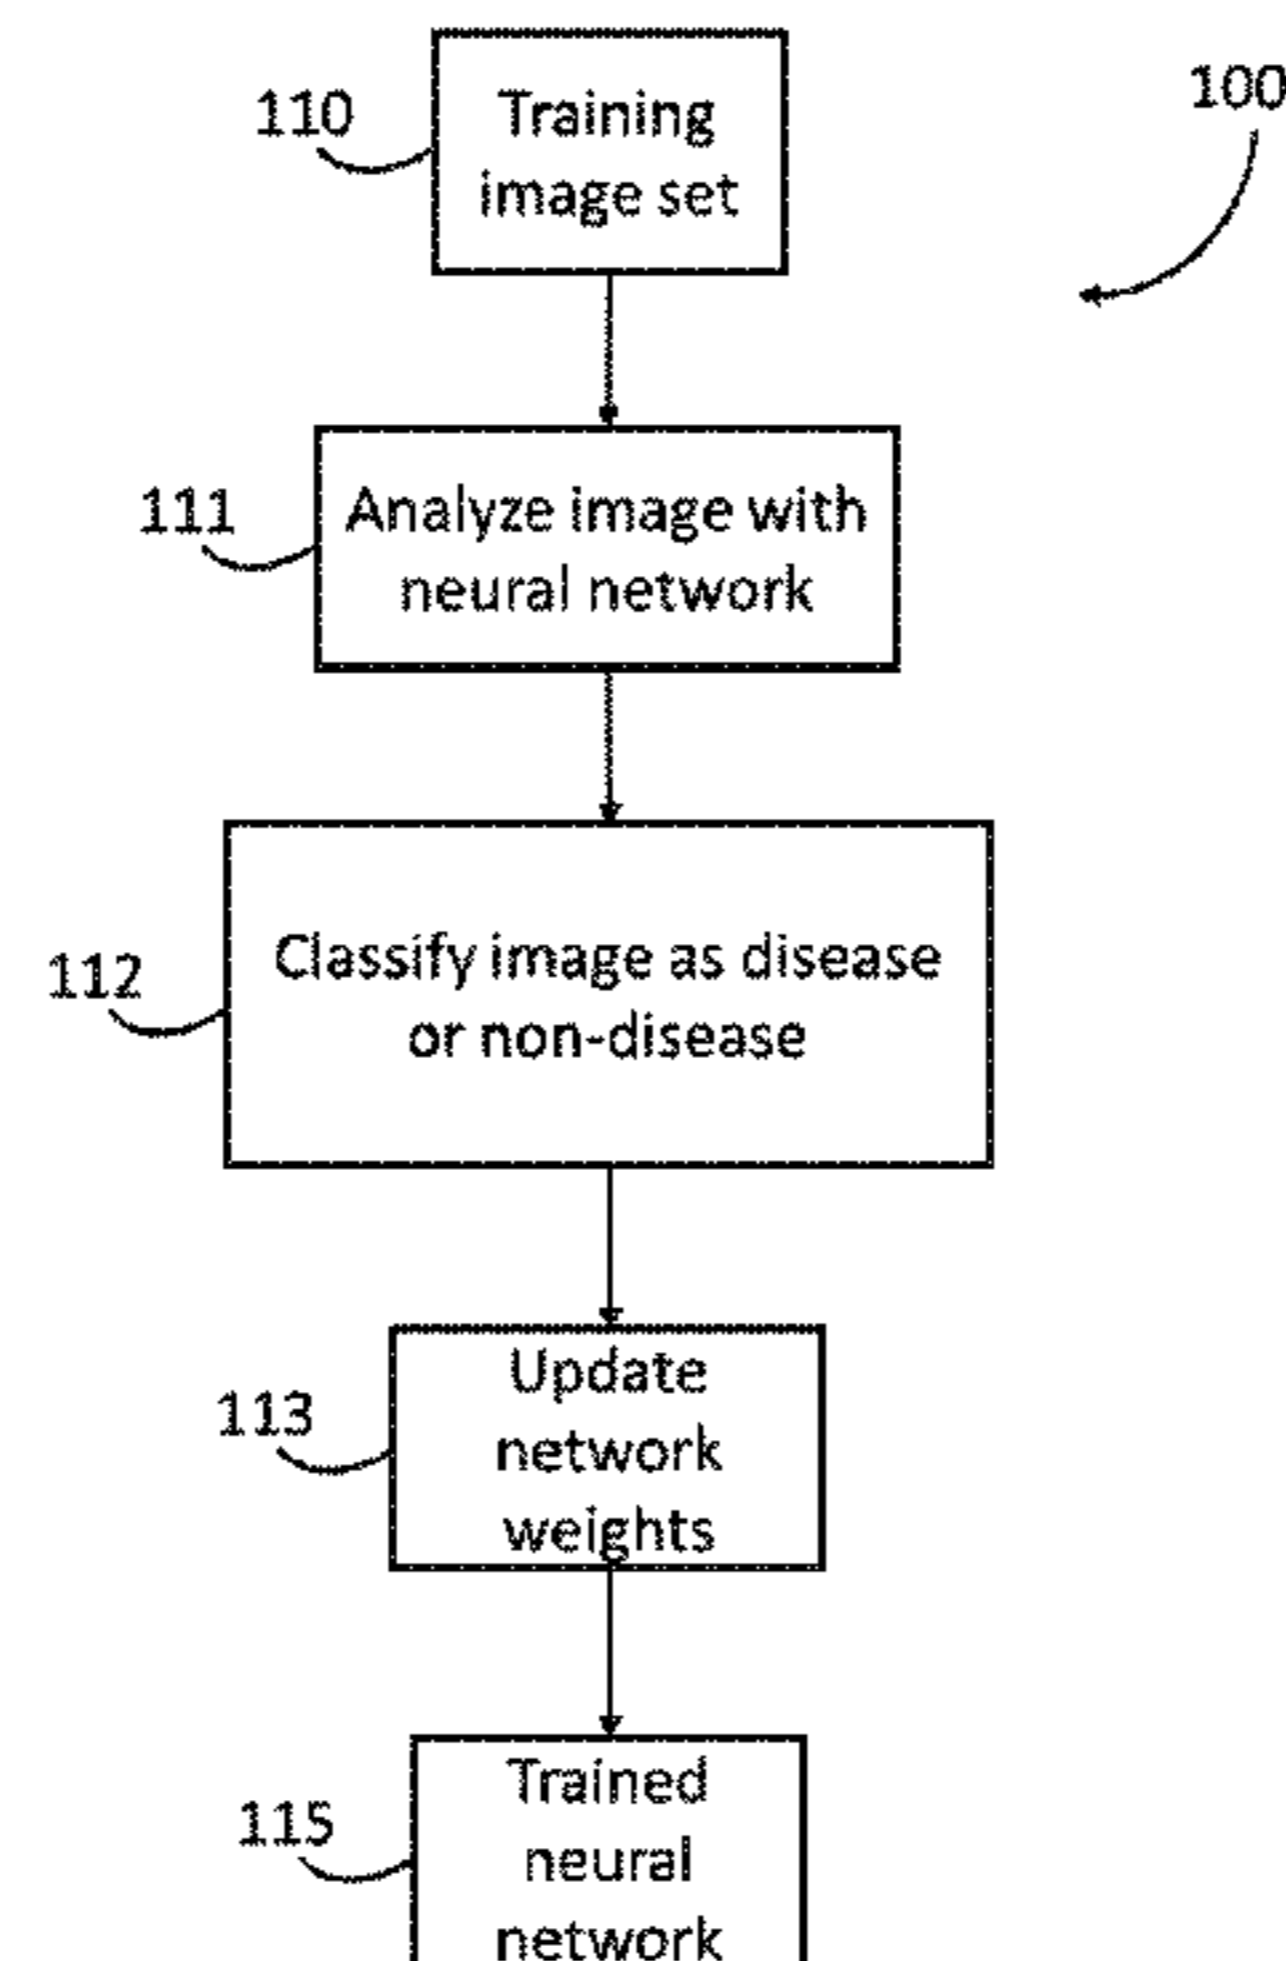 100
110
Training
image set
111
Analyze image with
neural network
112
Classify image as disease
or non-disease
113
Update
network
weights
115
Trained
neural
network